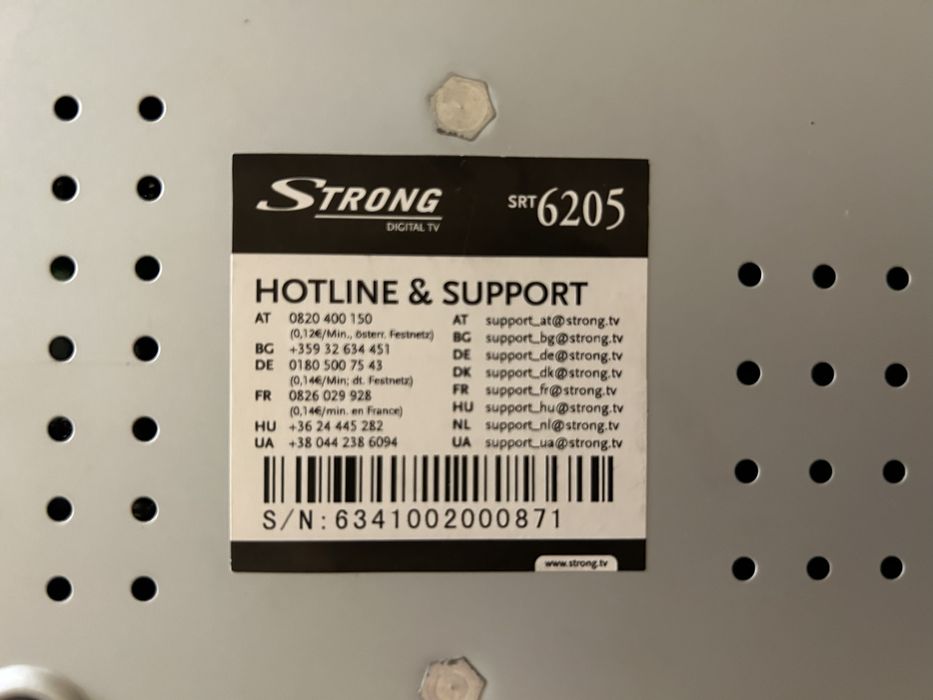 STRONG
DIGITAL TV
SRT 6205
HOTLINE & SUPPORT
AT 0820 400 150
(0,12€/Min., österr. Festnetz)
BG +359 32 634 451
DE 0180 500 75 43
(0,14€/Min; dt. Festnetz)
FR 0826 029 928
(0,14€/min. en France)
HU +36 24 445 282
UA +38 044 238 6094
AT support_at@strong.tv
BG support_bg@strong.tv
DE support_de@strong.tv
DK support_dk@strong.tv
FR support_fr@strong.tv
HU support_hu@strong.tv
NL support_nl@strong.tv
UA support_ua@strong.tv
S/N:6341002000871
www.strong.tv